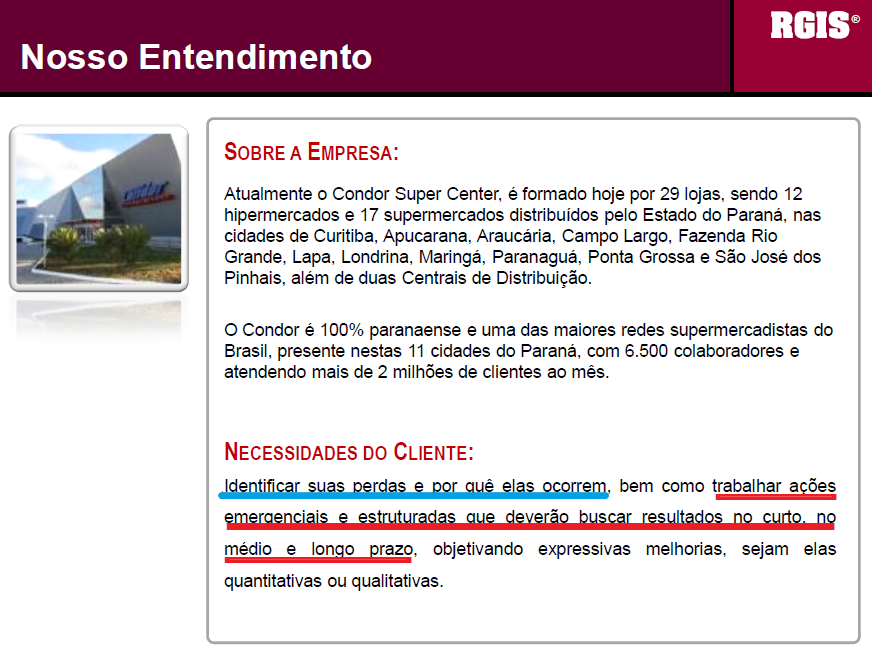 RGIS®
Nosso Entendimento
condor
SOBRE A EMPRESA:
Atualmente o Condor Super Center, é formado hoje por 29 lojas, sendo 12
hipermercados e 17 supermercados distribuídos pelo Estado do Paraná, nas
cidades de Curitiba, Apucarana, Araucária, Campo Largo, Fazenda Rio
Grande, Lapa, Londrina, Maringá, Paranaguá, Ponta Grossa e São José dos
Pinhais, além de duas Centrais de Distribuição.
O Condor é 100% paranaense e uma das maiores redes supermercadistas do
Brasil, presente nestas 11 cidades do Paraná, com 6.500 colaboradores e
atendendo mais de 2 milhões de clientes ao mês.
NECESSIDADES DO CLIENTE:
Identificar suas perdas e por quê elas ocorrem, bem como trabalhar ações
emergenciais e estruturadas que deverão buscar resultados no curto, no
médio e longo prazo, objetivando expressivas melhorias, sejam elas
quantitativas ou qualitativas.